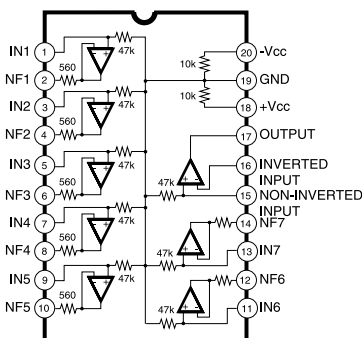 IN1 1 47k 20 -Vcc
560 10k
NF1 2 19 GND
IN2 3 47k 10k
560 18 +Vcc
NF2 4 17 OUTPUT
IN3 5 47k 47k 16 INVERTED INPUT
560 + -
NF3 6 15 NON-INVERTED INPUT
IN4 7 47k 47k 14 NF7
560 + -
NF4 8 13 IN7
IN5 9 47k 47k 12 NF6
560 + -
NF5 10 11 IN6